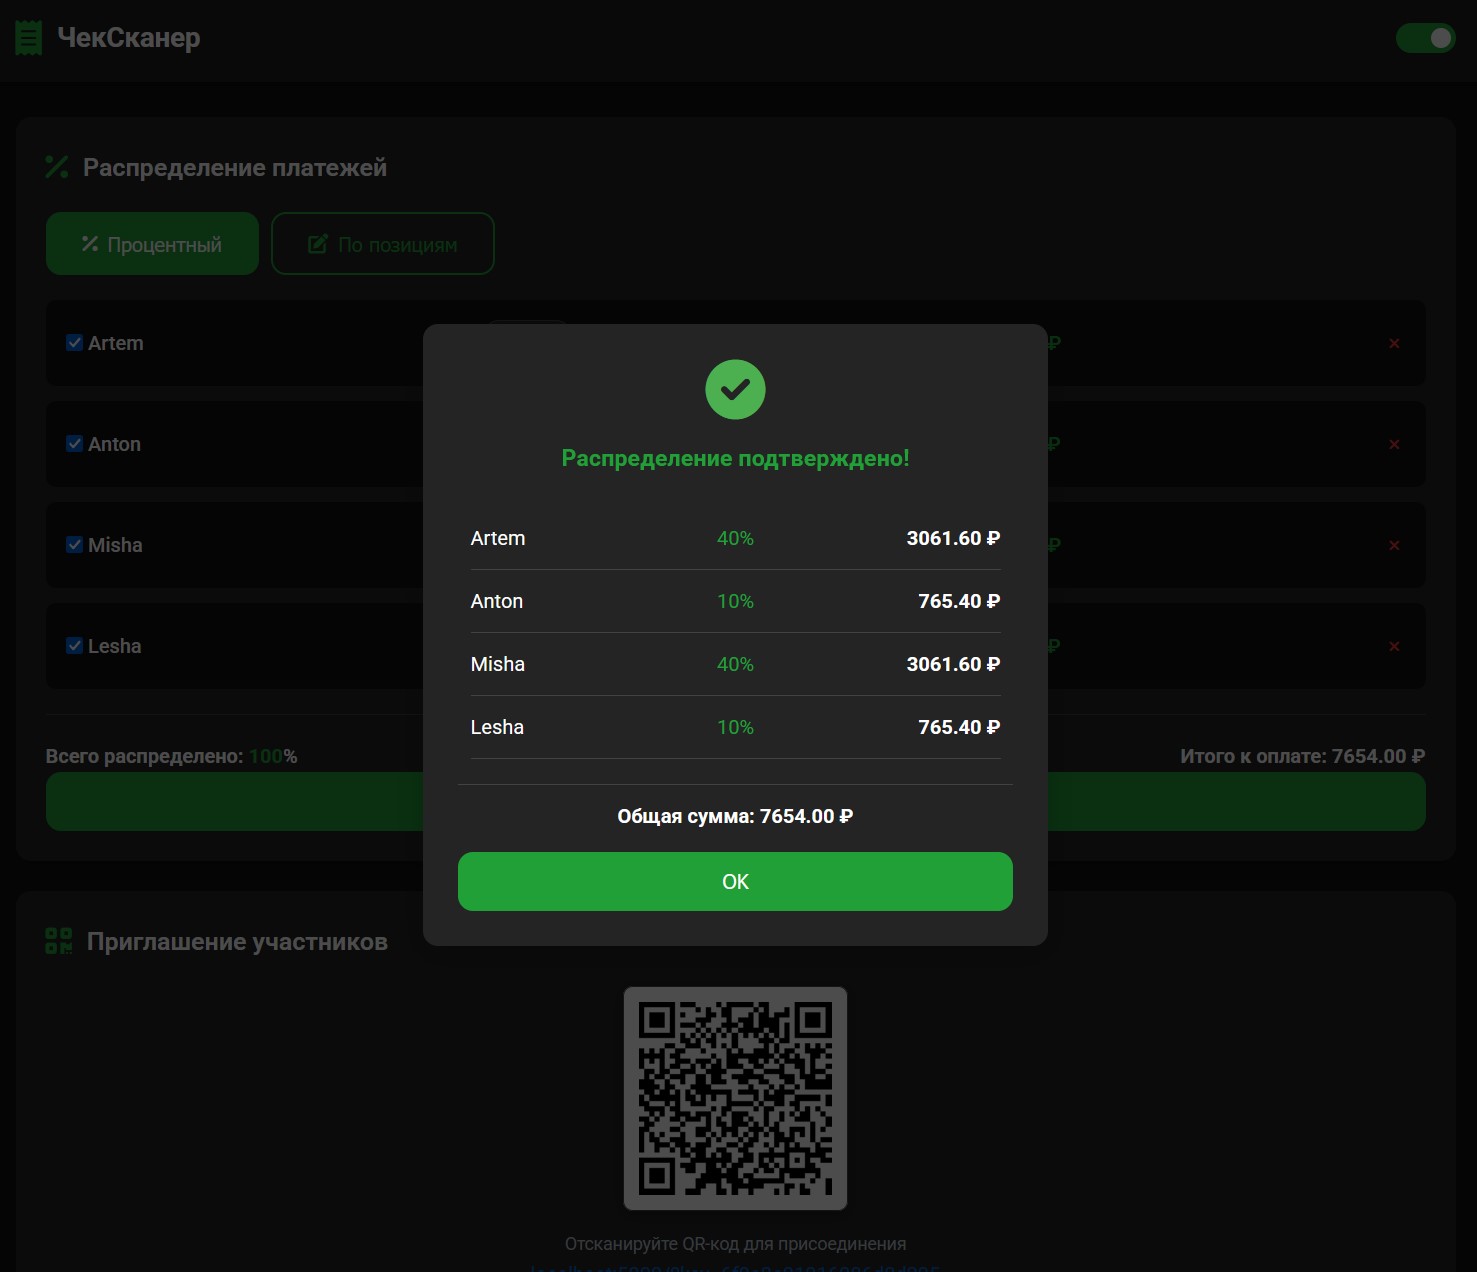 ЧекСканер
Распределение платежей
Процентный
По позициям
Artem
₽
×
Anton
₽
×
Misha
₽
×
Lesha
₽
×
Распределение подтверждено!
Artem 40% 3061.60 ₽
Anton 10% 765.40 ₽
Misha 40% 3061.60 ₽
Lesha 10% 765.40 ₽
Общая сумма: 7654.00 ₽
OK
Всего распределено: 100%
Итого к оплате: 7654.00 ₽
Приглашение участников
Отсканируйте QR-код для присоединения